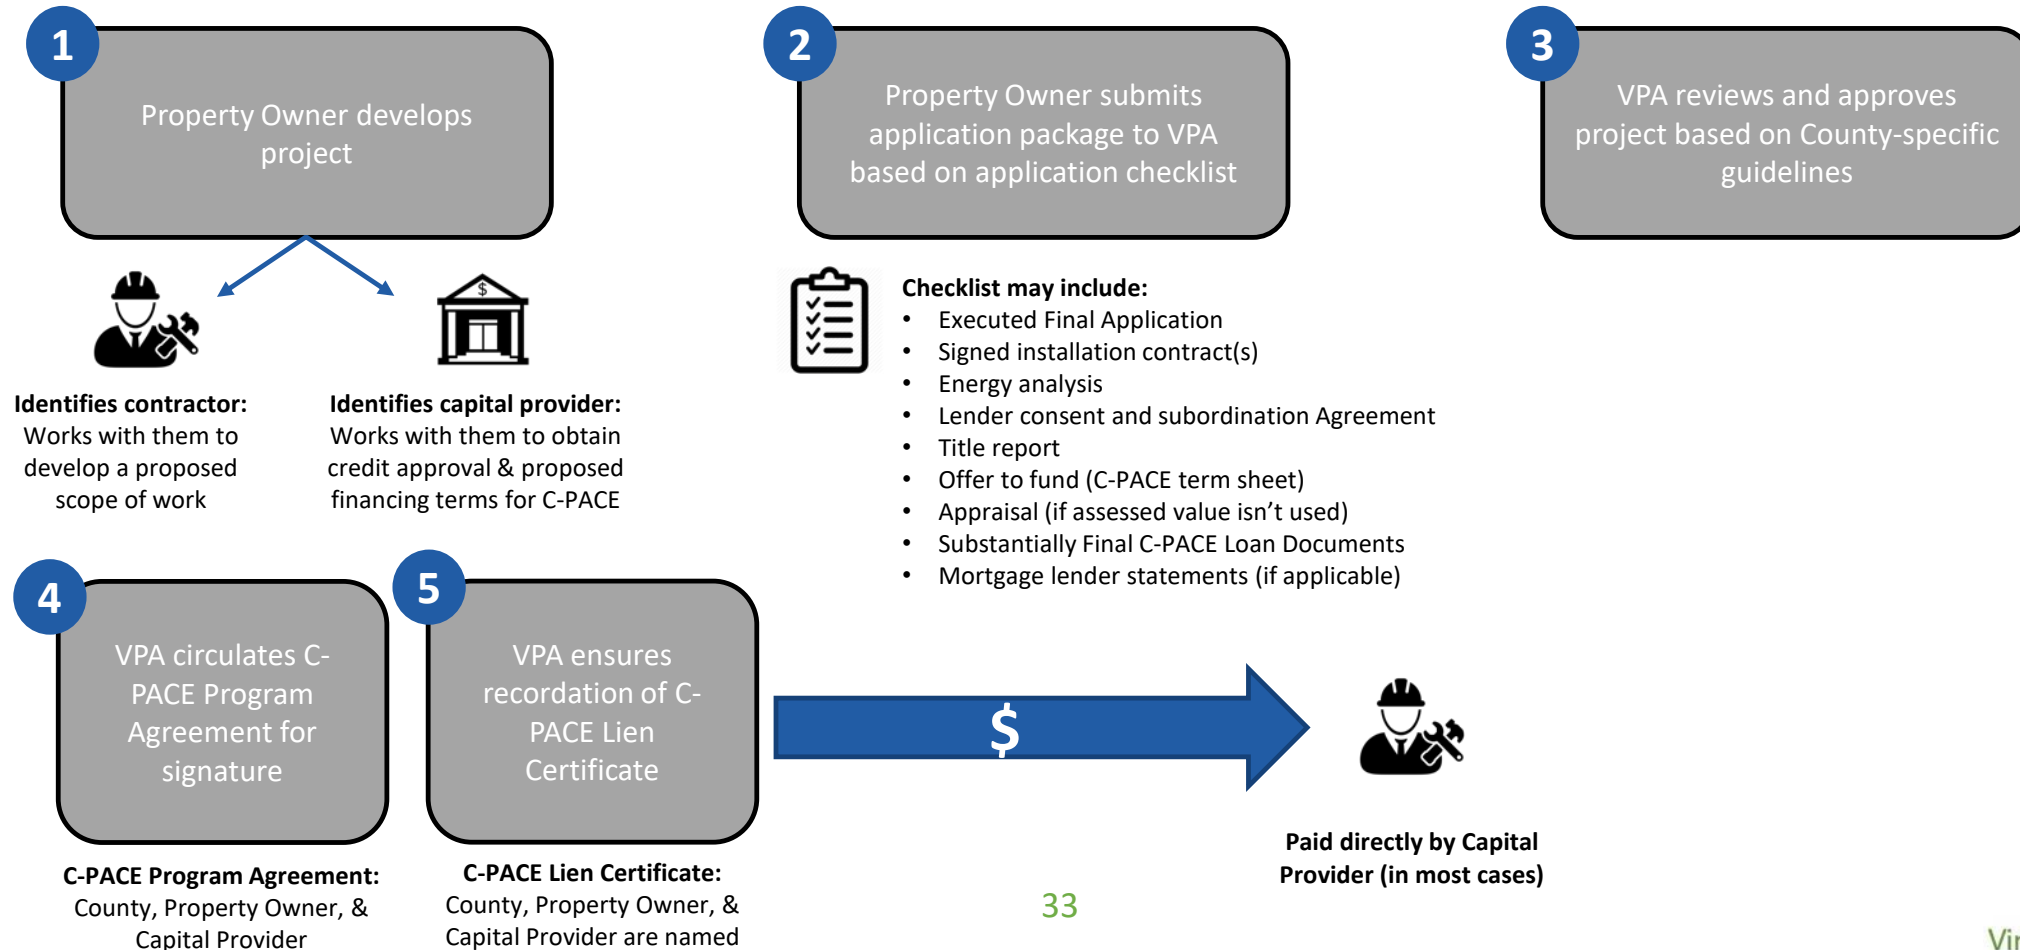 1
Property Owner develops
project
2
Property Owner submits
application package to VPA
based on application checklist
3
VPA reviews and approves
project based on County-specific
guidelines
$
Identifies contractor:
Works with them to
develop a proposed
scope of work
Identifies capital provider:
Works with them to obtain
credit approval & proposed
financing terms for C-PACE
Checklist may include:
• Executed Final Application
• Signed installation contract(s)
• Energy analysis
• Lender consent and subordination Agreement
• Title report
• Offer to fund (C-PACE term sheet)
• Appraisal (if assessed value isn’t used)
• Substantially Final C-PACE Loan Documents
• Mortgage lender statements (if applicable)
4
VPA circulates C-
PACE Program
Agreement for
signature
C-PACE Program Agreement:
County, Property Owner, &
Capital Provider
5
VPA ensures
recordation of C-
PACE Lien
Certificate
C-PACE Lien Certificate:
County, Property Owner, &
Capital Provider are named
$
Paid directly by Capital
Provider (in most cases)
33